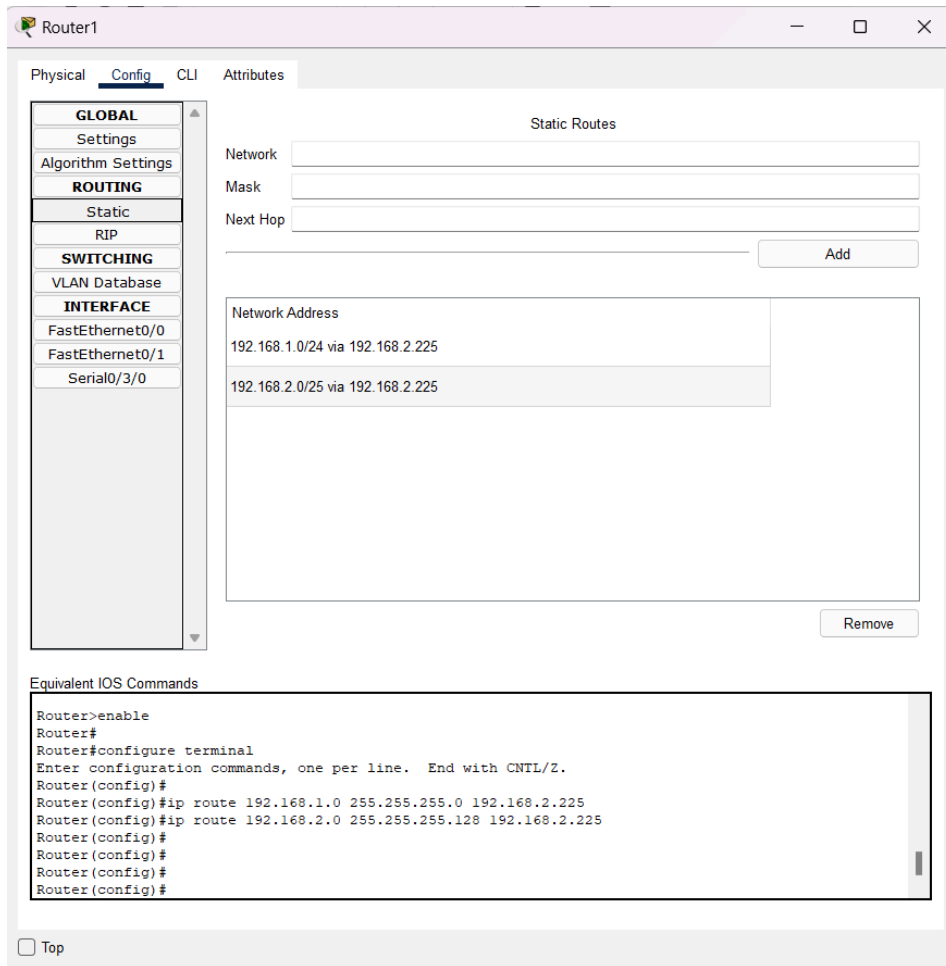 Router1
Physical Config CLI Attributes
GLOBAL
Settings
Algorithm Settings
ROUTING
Static
RIP
SWITCHING
VLAN Database
INTERFACE
FastEthernet0/0
FastEthernet0/1
Serial0/3/0
Static Routes
Network
Mask
Next Hop
Add
Network Address
192.168.1.0/24 via 192.168.2.225
192.168.2.0/25 via 192.168.2.225
Remove
Equivalent IOS Commands
Router>enable
Router#
Router#configure terminal
Enter configuration commands, one per line.  End with CNTL/Z.
Router(config)#
Router(config)#ip route 192.168.1.0 255.255.255.0 192.168.2.225
Router(config)#ip route 192.168.2.0 255.255.255.128 192.168.2.225
Router(config)#
Router(config)#
Router(config)#
Router(config)#
Top